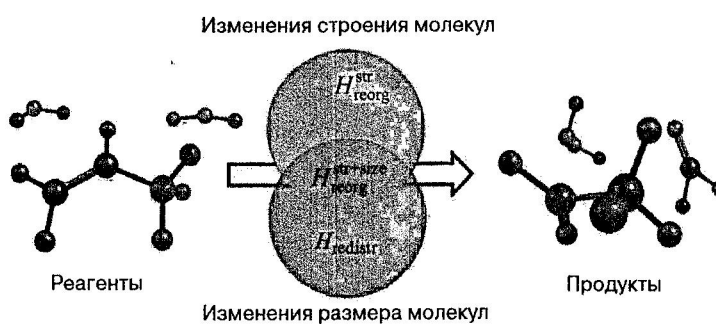 Изменения строения молекул
H^str_reorg
H^str+size_reorg
H_redistr
Реагенты
Продукты
Изменения размера молекул